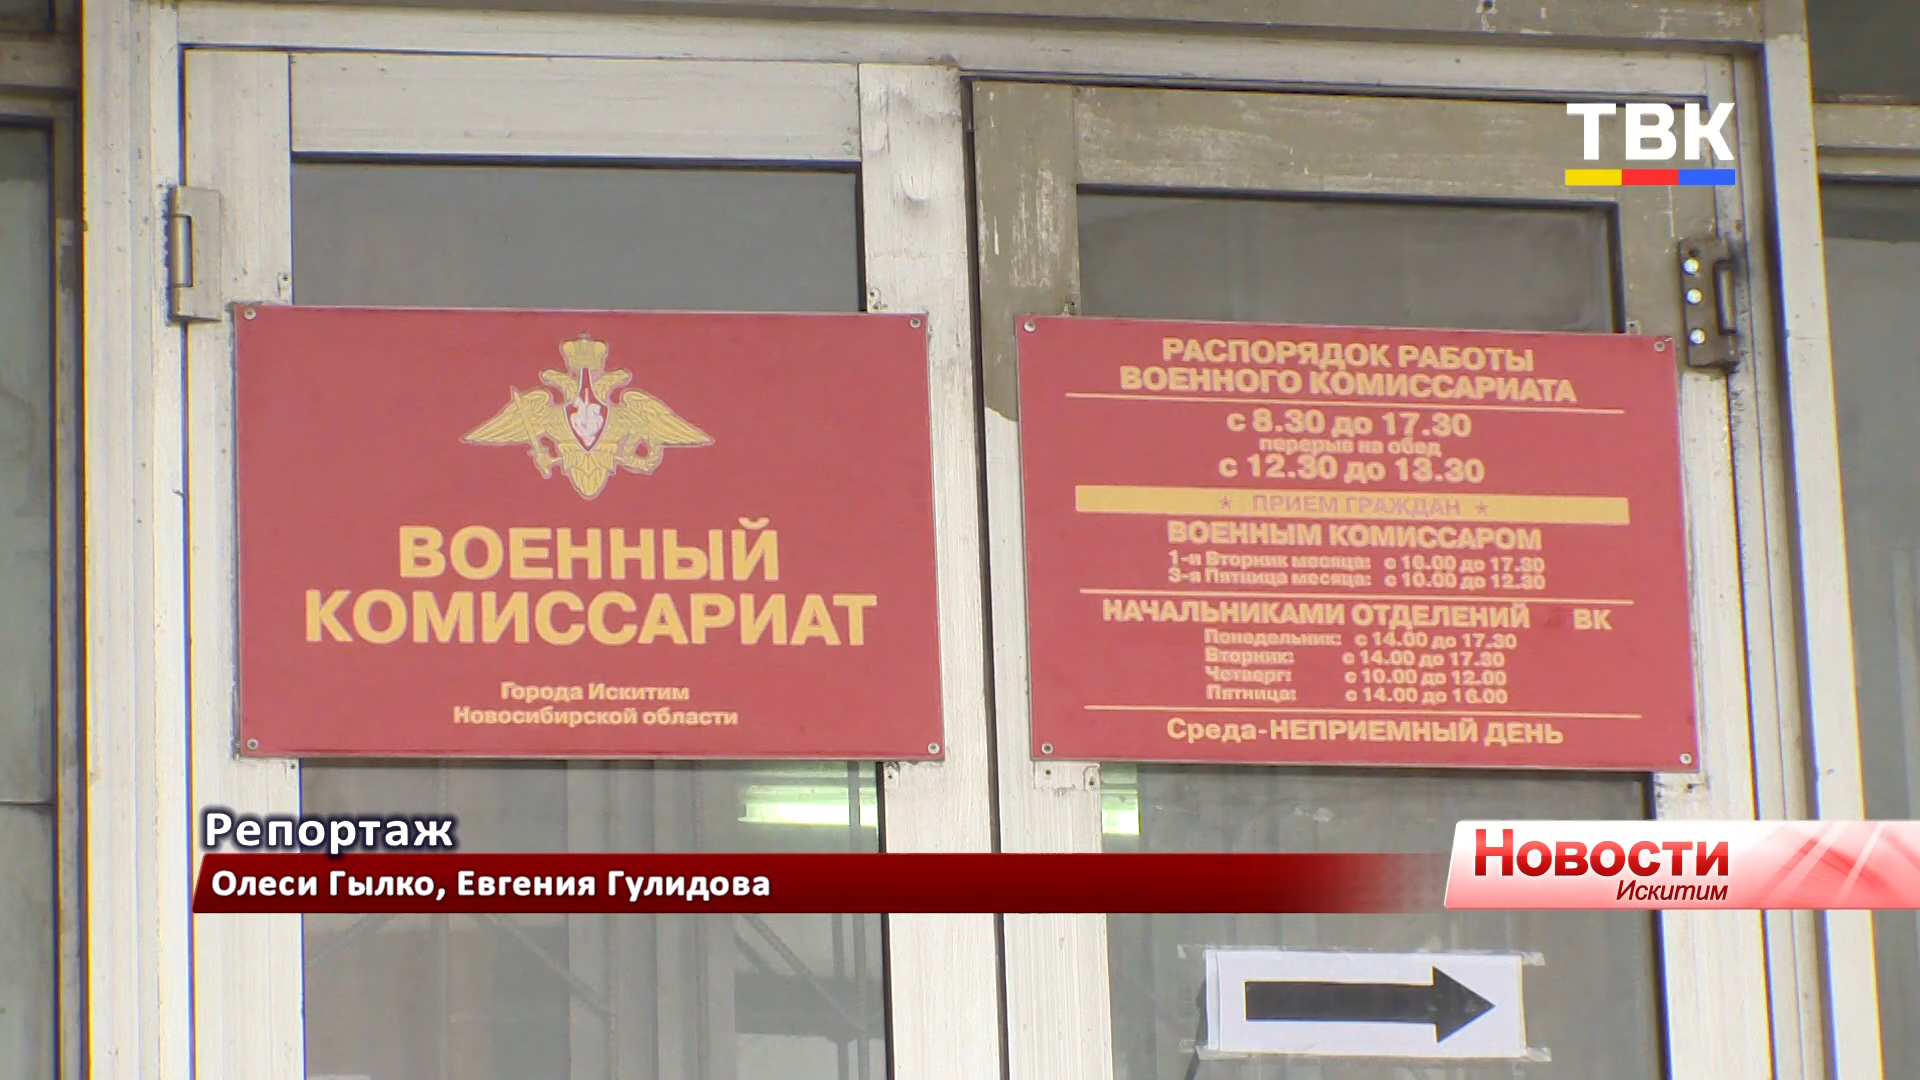 ТВК
ВОЕННЫЙ
КОМИССАРИАТ
Города Искитим
Новосибирской области
РАСПОРЯДОК РАБОТЫ
ВОЕННОГО КОМИССАРИАТА
с 8.30 до 17.30
перерыв на обед
с 12.30 до 13.30
★ ПРИЕМ ГРАЖДАН ★
ВОЕННЫМ КОМИССАРОМ
1-й Вторник месяца: с 16.00 до 17.30
3-я Пятница месяца: с 10.00 до 12.30
НАЧАЛЬНИКАМИ ОТДЕЛЕНИЙ ВК
Понедельник: с 14.00 до 17.30
Вторник: с 14.00 до 17.30
Четверг: с 10.00 до 12.00
Пятница: с 14.00 до 16.00
Среда-НЕПРИЕМНЫЙ ДЕНЬ
Репортаж
Олеси Гылко, Евгения Гулидова
Новости
Искитим